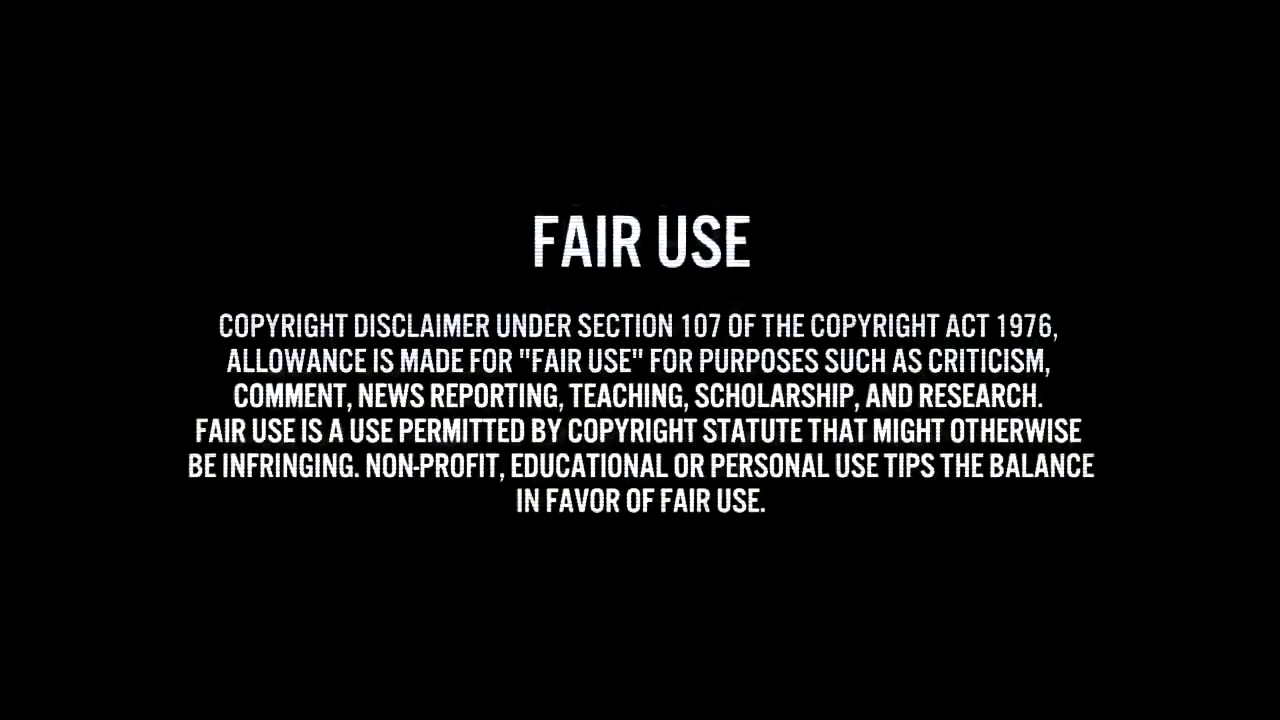 FAIR USE
COPYRIGHT DISCLAIMER UNDER SECTION 107 OF THE COPYRIGHT ACT 1976,
ALLOWANCE IS MADE FOR "FAIR USE" FOR PURPOSES SUCH AS CRITICISM,
COMMENT, NEWS REPORTING, TEACHING, SCHOLARSHIP, AND RESEARCH.
FAIR USE IS A USE PERMITTED BY COPYRIGHT STATUTE THAT MIGHT OTHERWISE
BE INFRINGING. NON-PROFIT, EDUCATIONAL OR PERSONAL USE TIPS THE BALANCE
IN FAVOR OF FAIR USE.